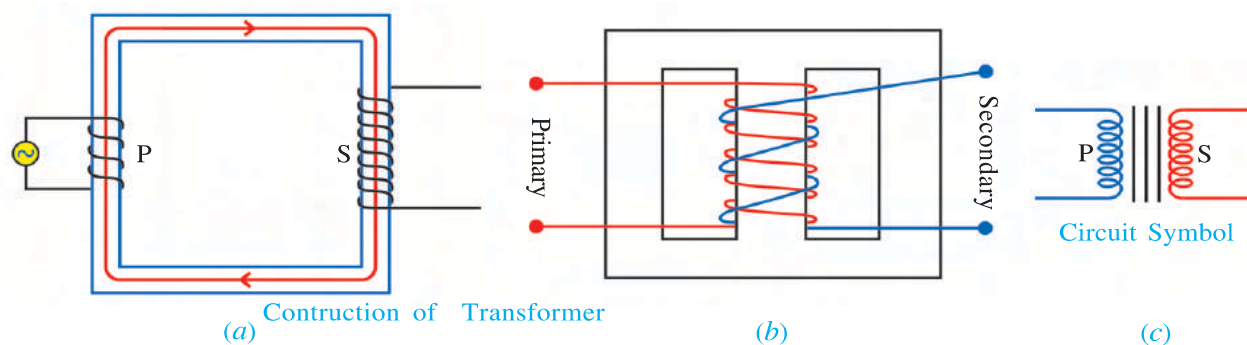 P
S
Primary
Secondary
P
S
Circuit Symbol
Contruction of Transformer
(a)
(b)
(c)